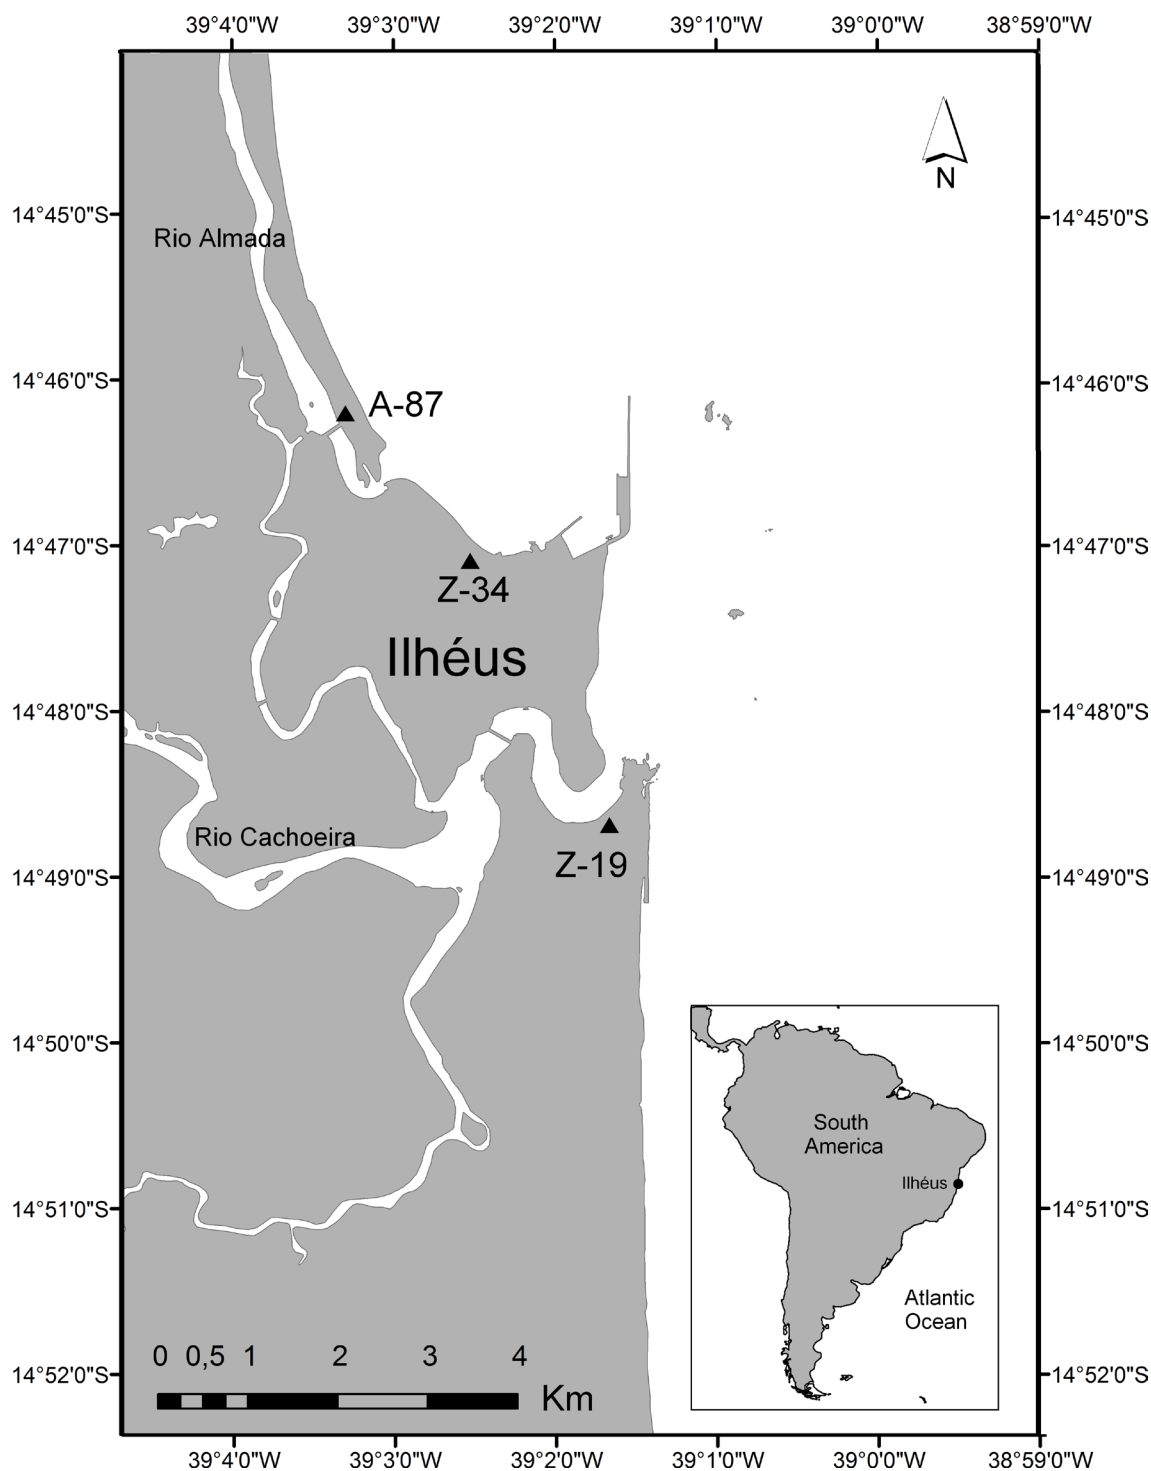 39°4'0"W 39°3'0"W 39°2'0"W 39°1'0"W 39°0'0"W 38°59'0"W
N
14°45'0"S 14°45'0"S
Rio Almada
14°46'0"S 14°46'0"S
A-87
14°47'0"S 14°47'0"S
Z-34
Ilhéus
14°48'0"S 14°48'0"S
Rio Cachoeira
Z-19
14°49'0"S 14°49'0"S
14°50'0"S 14°50'0"S
South
America
Ilhéus
14°51'0"S 14°51'0"S
Atlantic
Ocean
0 0,5 1 2 3 4
14°52'0"S 14°52'0"S
Km
39°4'0"W 39°3'0"W 39°2'0"W 39°1'0"W 39°0'0"W 38°59'0"W